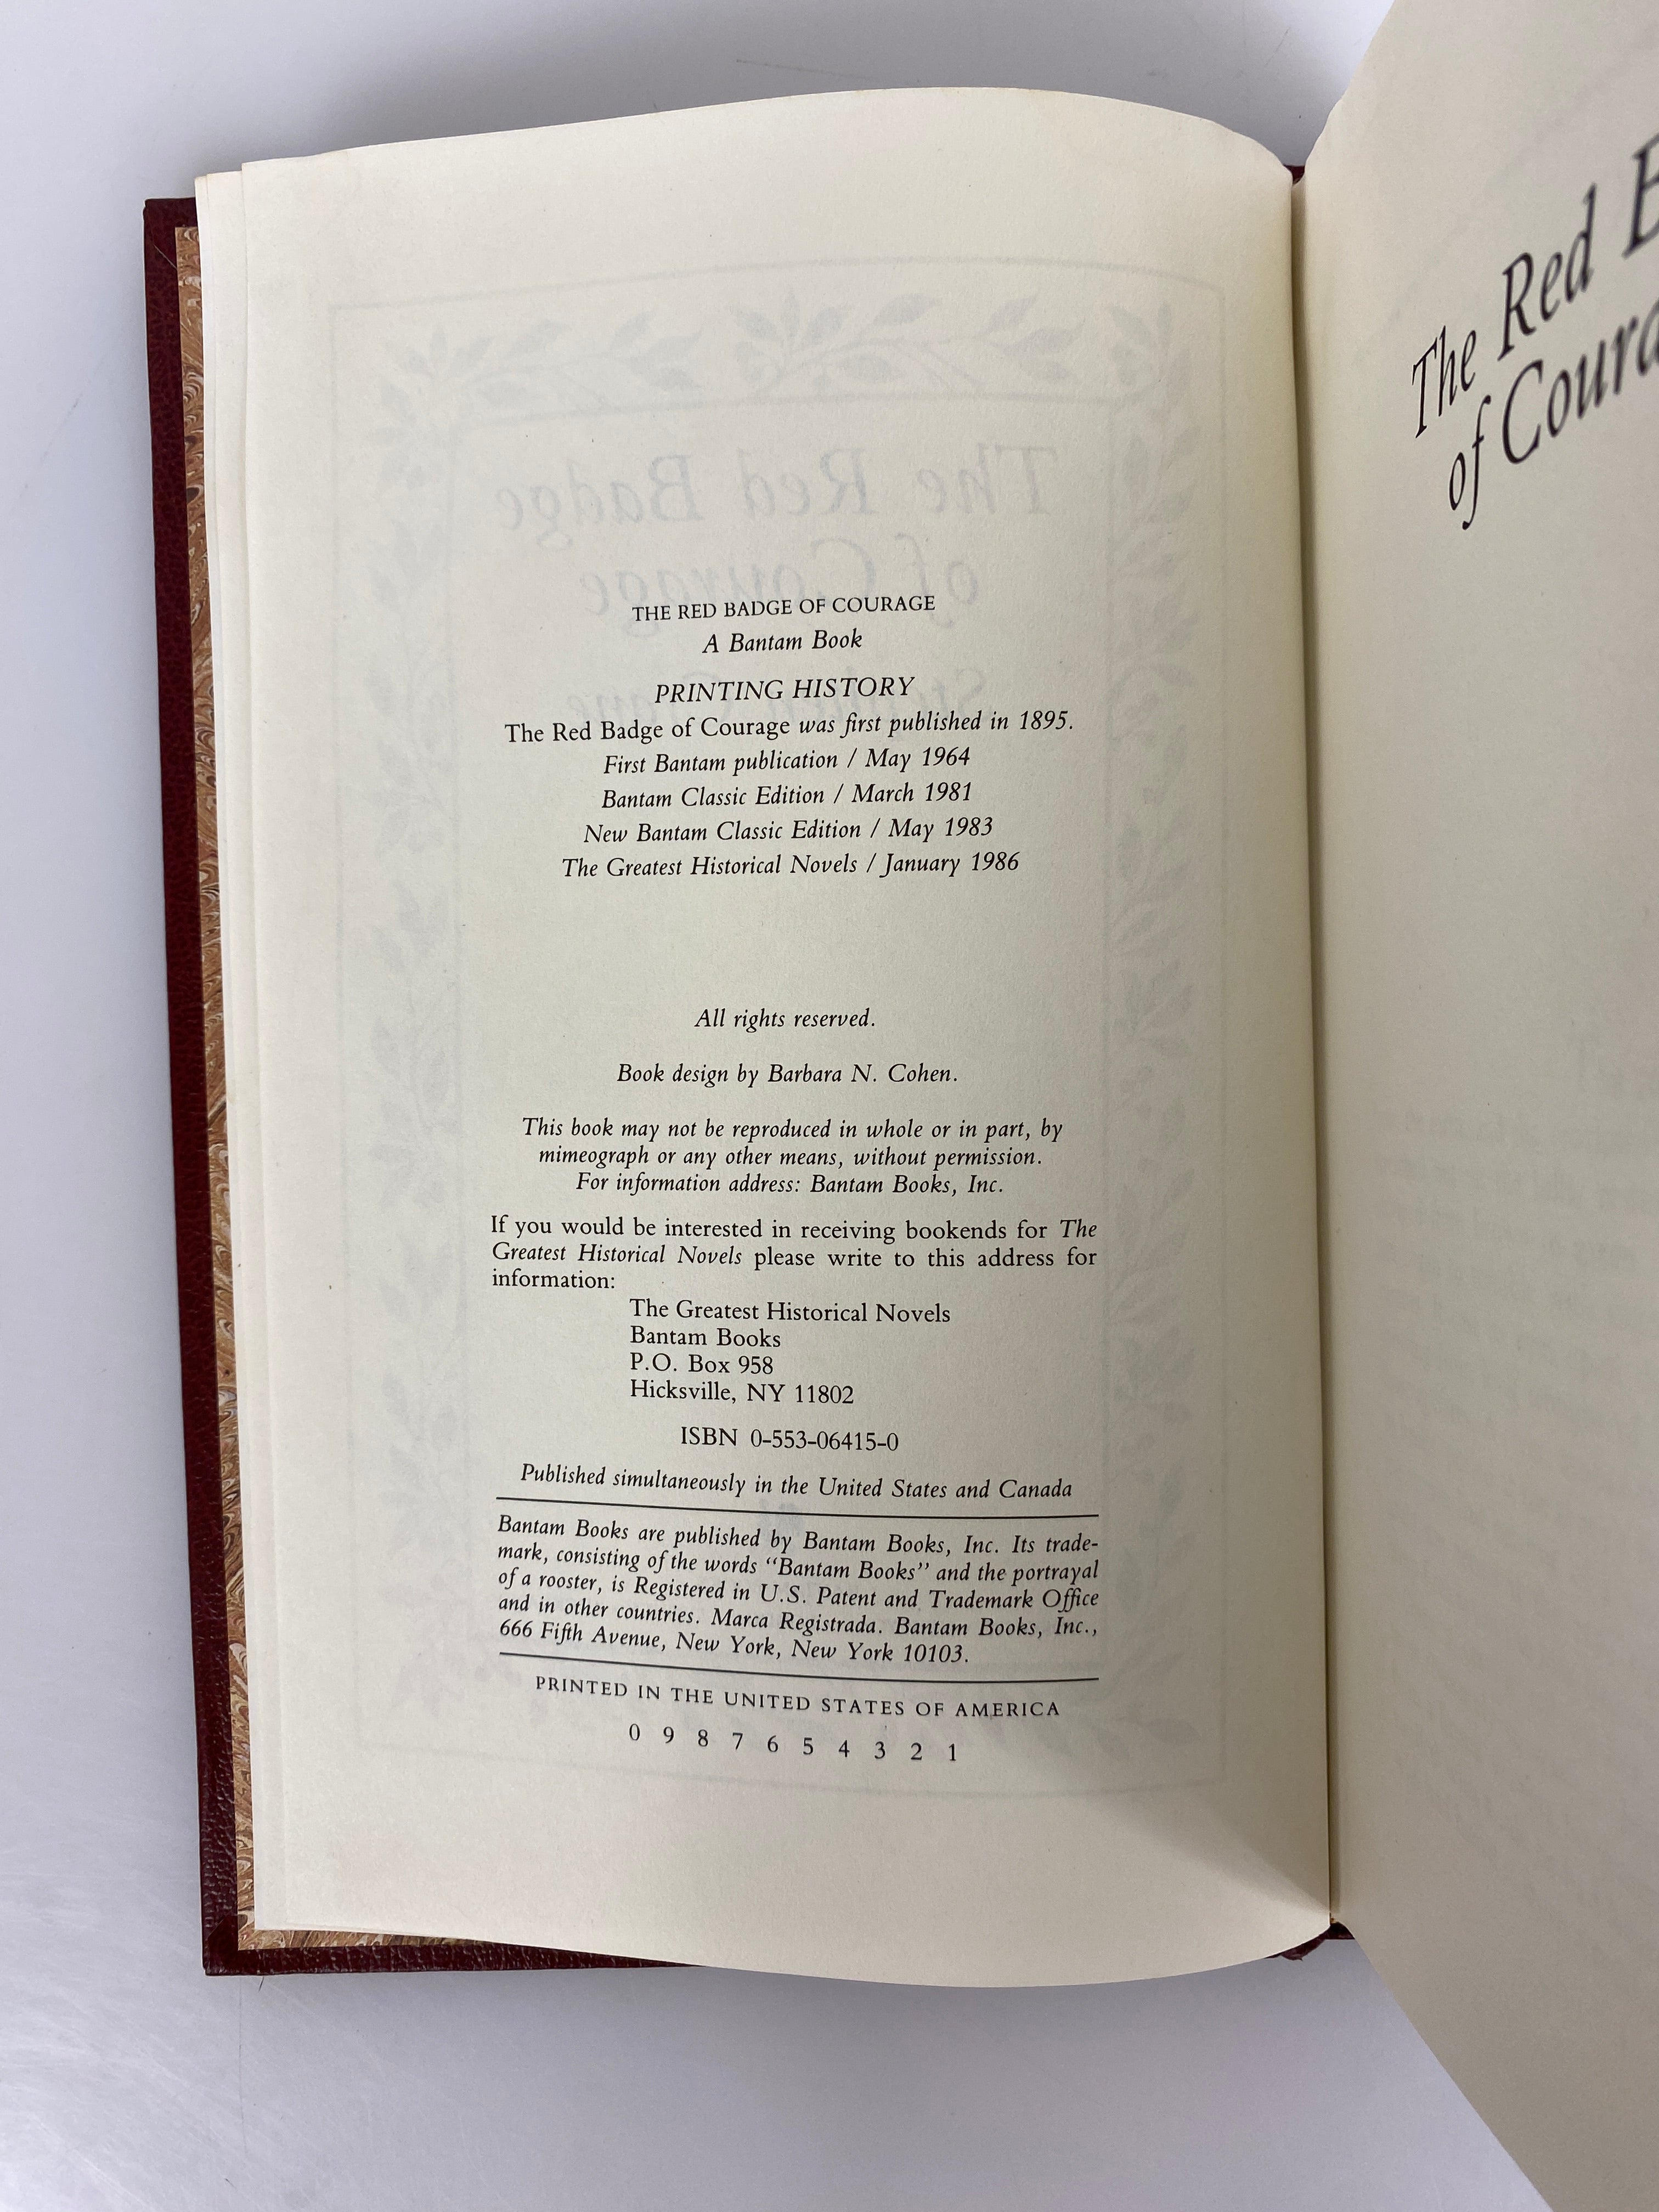 THE RED BADGE OF COURAGE
A Bantam Book
PRINTING HISTORY
The Red Badge of Courage was first published in 1895.
First Bantam publication / May 1964
Bantam Classic Edition / March 1981
New Bantam Classic Edition / May 1983
The Greatest Historical Novels / January 1986
All rights reserved.
Book design by Barbara N. Cohen.
This book may not be reproduced in whole or in part, by
mimeograph or any other means, without permission.
For information address: Bantam Books, Inc.
If you would be interested in receiving bookends for The
Greatest Historical Novels please write to this address for
information:
The Greatest Historical Novels
Bantam Books
P.O. Box 958
Hicksville, NY 11802
ISBN 0-553-06415-0
Published simultaneously in the United States and Canada
Bantam Books are published by Bantam Books, Inc. Its trade-
mark, consisting of the words “Bantam Books” and the portrayal
of a rooster, is Registered in U.S. Patent and Trademark Office
and in other countries. Marca Registrada. Bantam Books, Inc.,
666 Fifth Avenue, New York, New York 10103.
PRINTED IN THE UNITED STATES OF AMERICA
0 9 8 7 6 5 4 3 2 1
The Red
of